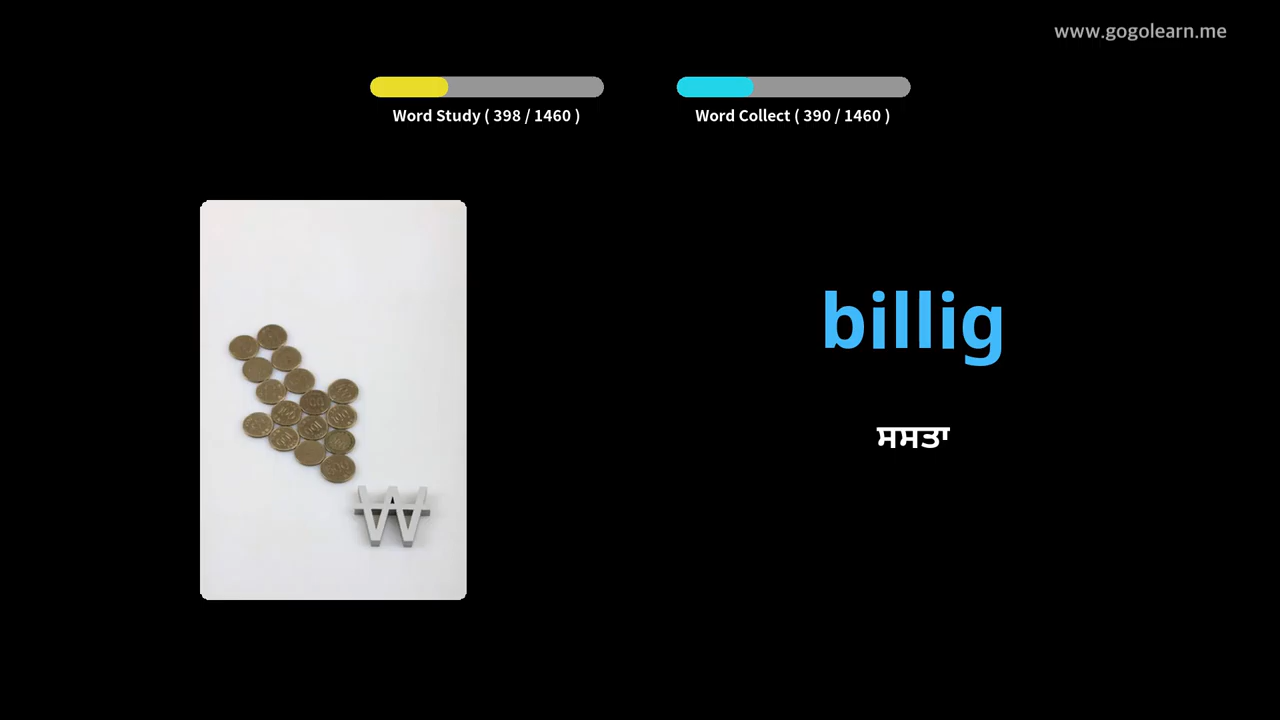 www.gogolearn.me
Word Study ( 398 / 1460 )
Word Collect ( 390 / 1460 )
billig
ਸਸਤਾ
₩